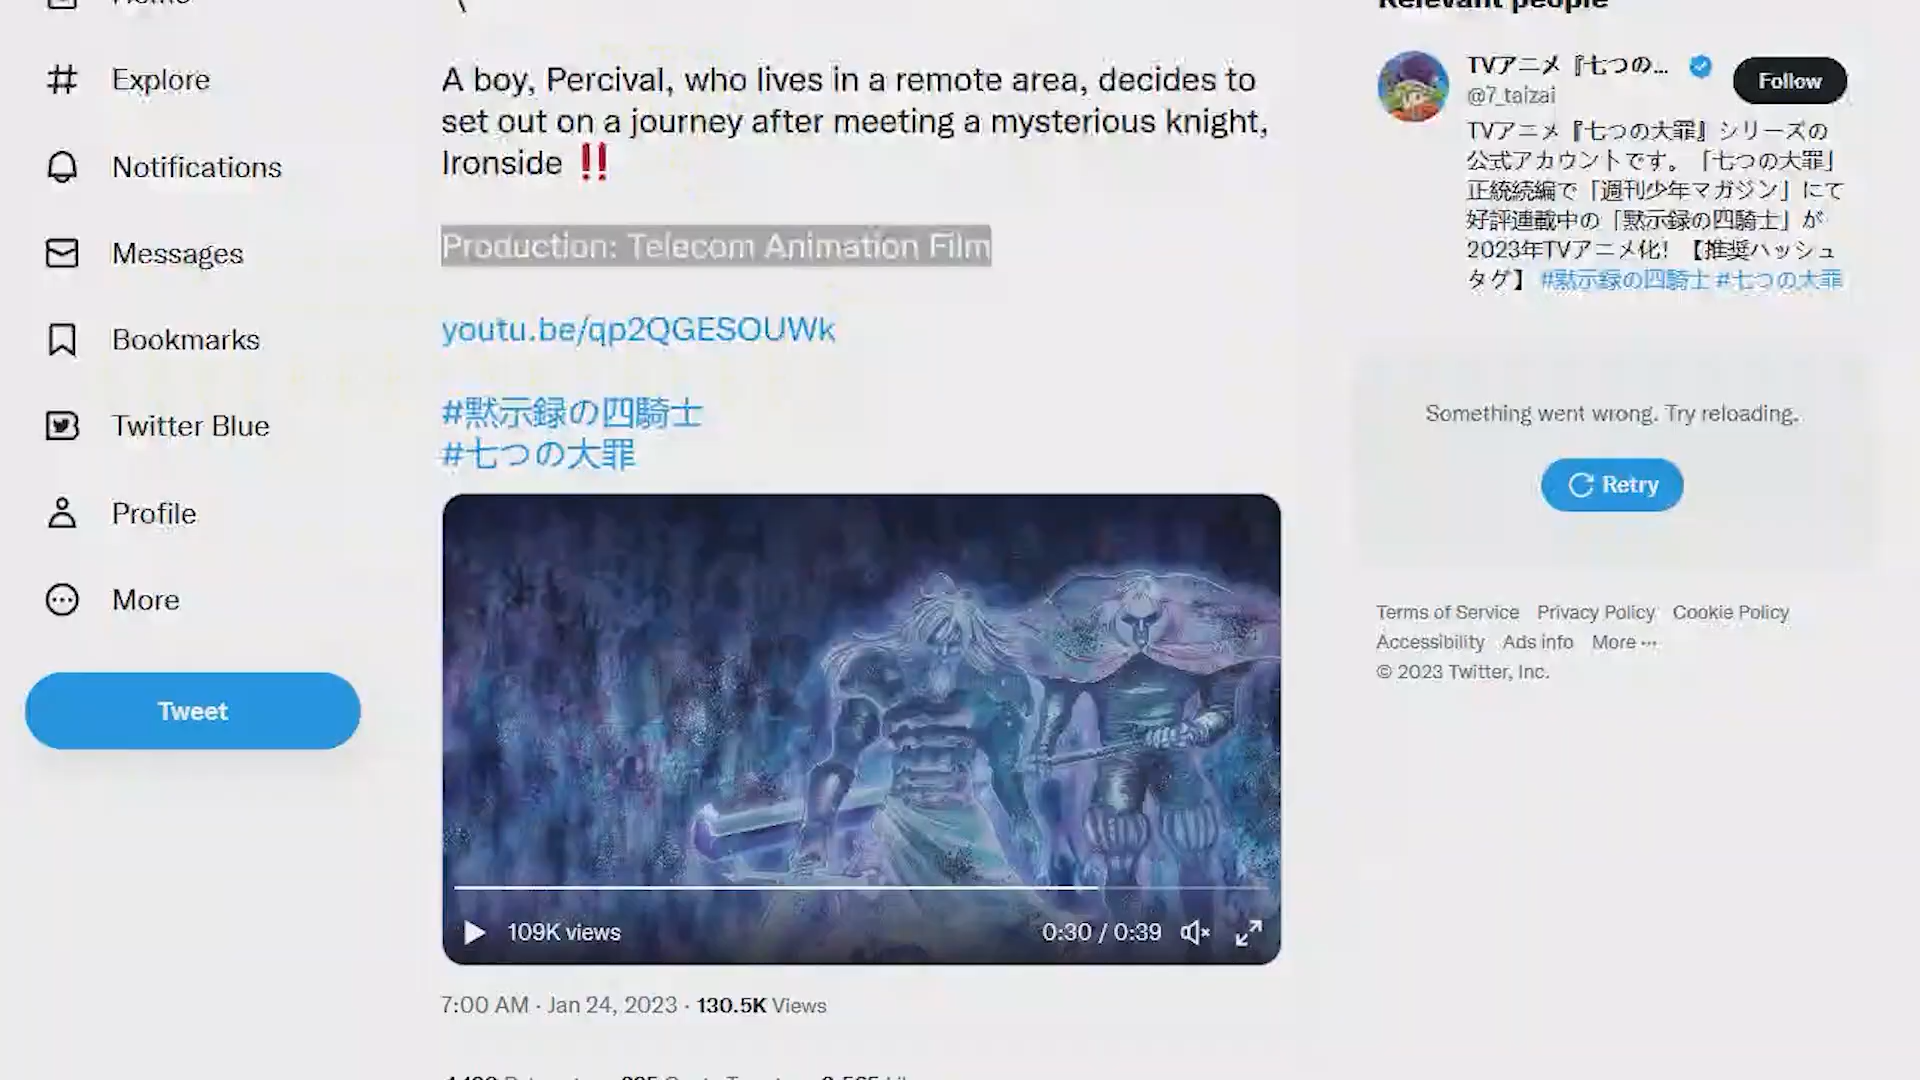 Explore
Notifications
Messages
Bookmarks
Twitter Blue
Profile
More
Tweet
A boy, Percival, who lives in a remote area, decides to
set out on a journey after meeting a mysterious knight,
Ironside ‼️
Production: Telecom Animation Film
youtu.be/qp2QGESOUWk
#黙示録の四騎士
#七つの大罪
109K views
0:30 / 0:39
7:00 AM · Jan 24, 2023 · 130.5K Views
Relevant people
TVアニメ『七つの...
@7_taizai
Follow
TVアニメ『七つの大罪』シリーズの
公式アカウントです。「七つの大罪」
正統続編で「週刊少年マガジン」にて
好評連載中の「黙示録の四騎士」が
2023年TVアニメ化!【推奨ハッシュ
タグ】 #黙示録の四騎士 #七つの大罪
Something went wrong. Try reloading.
Retry
Terms of Service Privacy Policy Cookie Policy
Accessibility Ads info More ···
© 2023 Twitter, Inc.